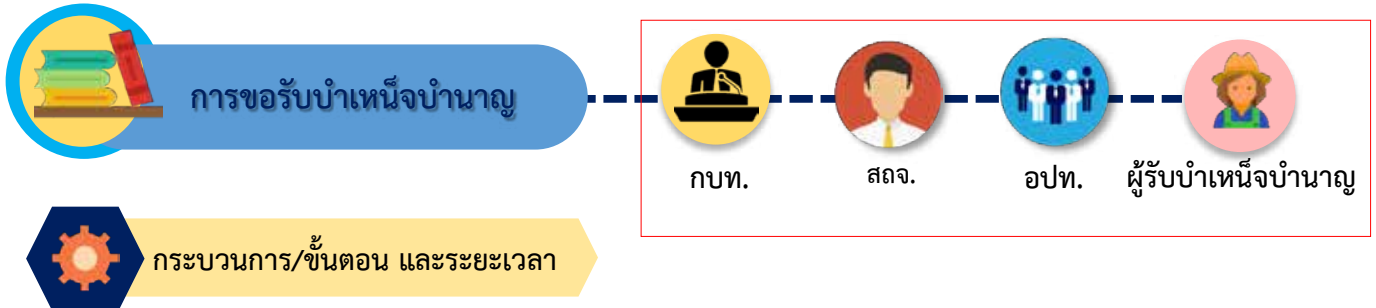 การขอรับบำเหน็จบำนาญ
กบท.
สถจ.
อปท.
ผู้รับบำเหน็จบำนาญ
กระบวนการ/ขั้นตอน และระยะเวลา